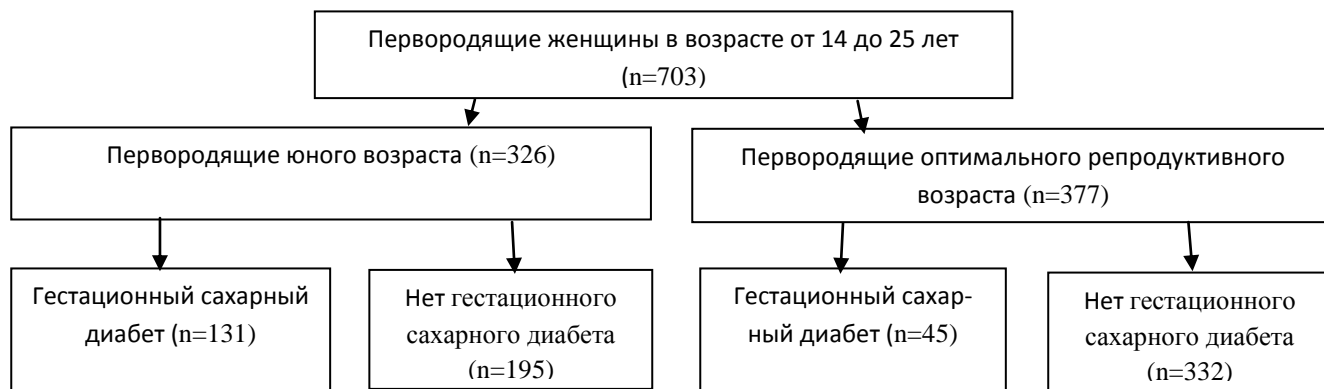 Первородящие женщины в возрасте от 14 до 25 лет
(n=703)
Первородящие юного возраста (n=326)
Первородящие оптимального репродуктивного
возраста (n=377)
Гестационный сахарный
диабет (n=131)
Нет гестационного
сахарного диабета
(n=195)
Гестационный сахар-
ный диабет (n=45)
Нет гестационного
сахарного диабета
(n=332)